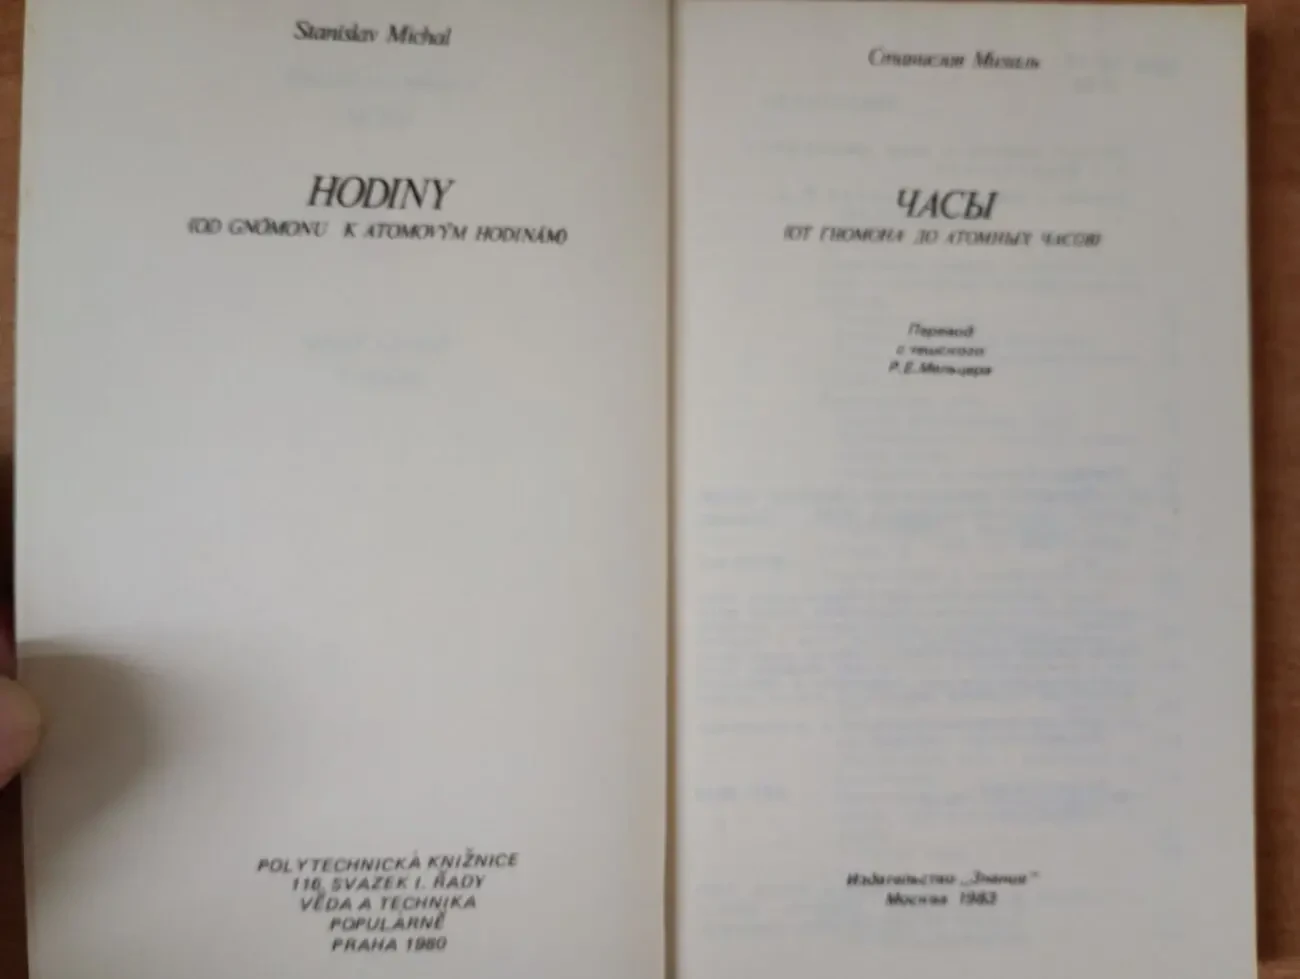 Stanislav Michal
HODINY
(OD GNÓMONU K ATOMOVÝM HODINÁM)
POLYTECHNICKÁ KNIŽNICE
116. SVAZEK I. ŘADY
VĚDA A TECHNIKA
POPULÁRNĚ
PRAHA 1980
Станислав Михаль
ЧАСЫ
(ОТ ГНОМОНА ДО АТОМНЫХ ЧАСОВ)
Перевод
с чешского
Р.Е.Мельцера
Издательство „Знание"
Москва 1983